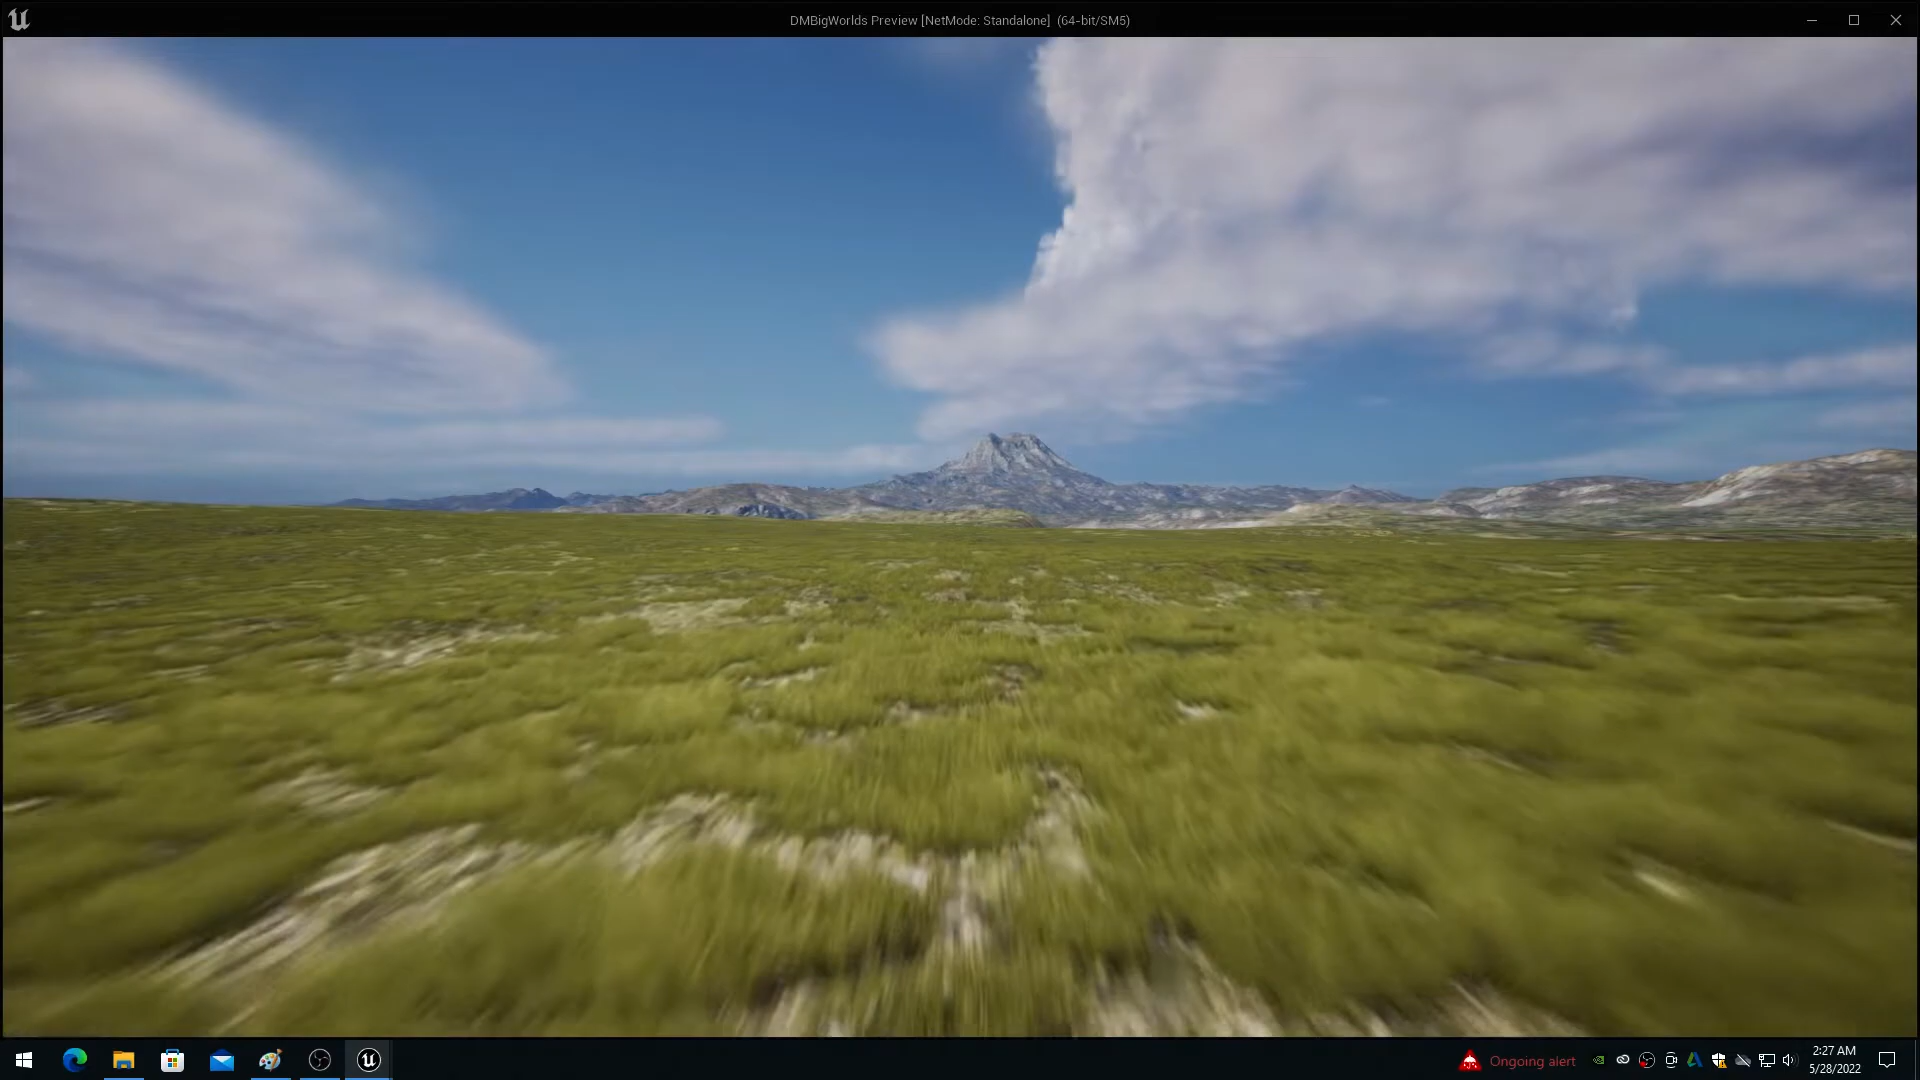 DMBigWorlds Preview [NetMode: Standalone] (64-bit/SM5)
Ongoing alert
2:27 AM
5/28/2022